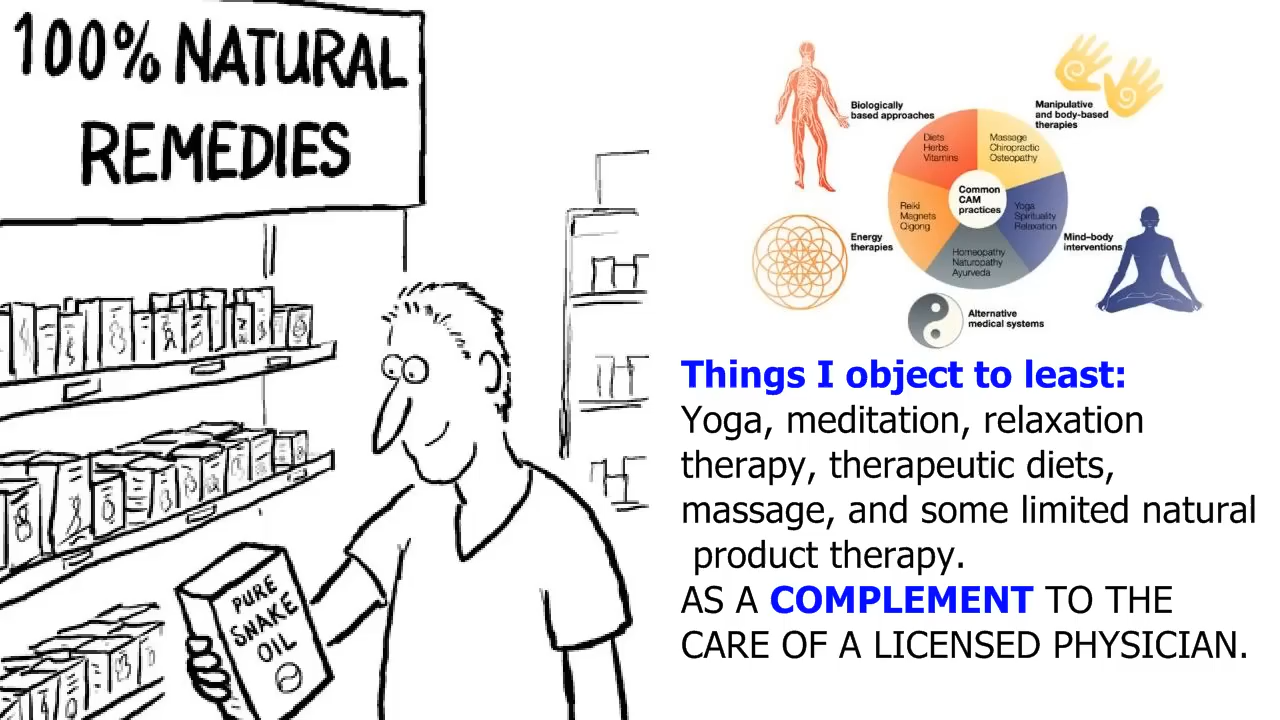 100% NATURAL
REMEDIES
PURE
SNAKE
OIL
Biologically
based approaches
Manipulative
and body-based
therapies
Diets
Herbs
Vitamins
Massage
Chiropractic
Osteopathy
Common
CAM
practices
Reiki
Magnets
Qigong
Yoga
Spirituality
Relaxation
Energy
therapies
Mind–body
interventions
Homeopathy
Naturopathy
Ayurveda
Alternative
medical systems
Things I object to least:
Yoga, meditation, relaxation
therapy, therapeutic diets,
massage, and some limited natural
product therapy.
AS A COMPLEMENT TO THE
CARE OF A LICENSED PHYSICIAN.